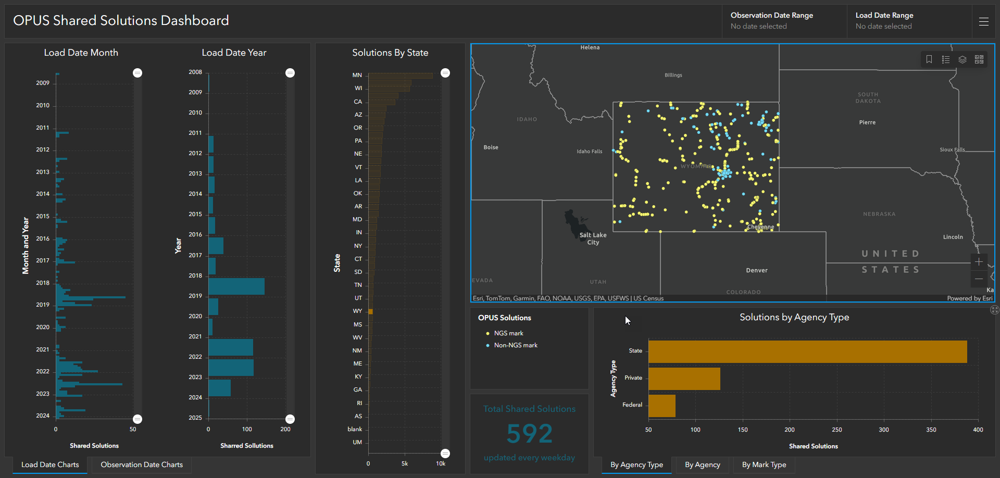 OPUS Shared Solutions Dashboard
Observation Date Range
No date selected
Load Date Range
No date selected
Load Date Month
Month and Year
2009
2010
2011
2012
2013
2014
2015
2016
2017
2018
2019
2020
2021
2022
2023
2024
0
50
Shared Solutions
Load Date Year
Year
2008
2009
2010
2011
2012
2013
2014
2015
2016
2017
2018
2019
2020
2021
2022
2023
2024
2025
0
100
200
Sharred Sollutions
Load Date Charts
Observation Date Charts
Solutions By State
State
MN
WI
CA
AZ
OR
PA
NE
VT
LA
OK
AR
MD
IN
NY
CT
SD
TN
UT
WY
MS
WV
NM
ME
KY
GA
RI
AS
blank
UM
0
5k
10k
Helena
Billings
SOUTH
DAKOTA
IDAHO
Pierre
Boise
Idaho Falls
Sioux Falls
WYOMING
NEBRASKA
Cheyenne
Salt Lake
City
Lincoln
UNITED
STATES
Denver
EVADA
UTAH
COLORADO
Ka
Esri, TomTom, Garmin, FAO, NOAA, USGS, EPA, USFWS | US Census
Powered by Esri
OPUS Solutions
NGS mark
Non-NGS mark
Total Shared Solutions
592
updated every weekday
Solutions by Agency Type
Agency Type
State
Private
Federal
50
100
150
200
250
300
350
400
Shared Solutions
By Agency Type
By Agency
By Mark Type